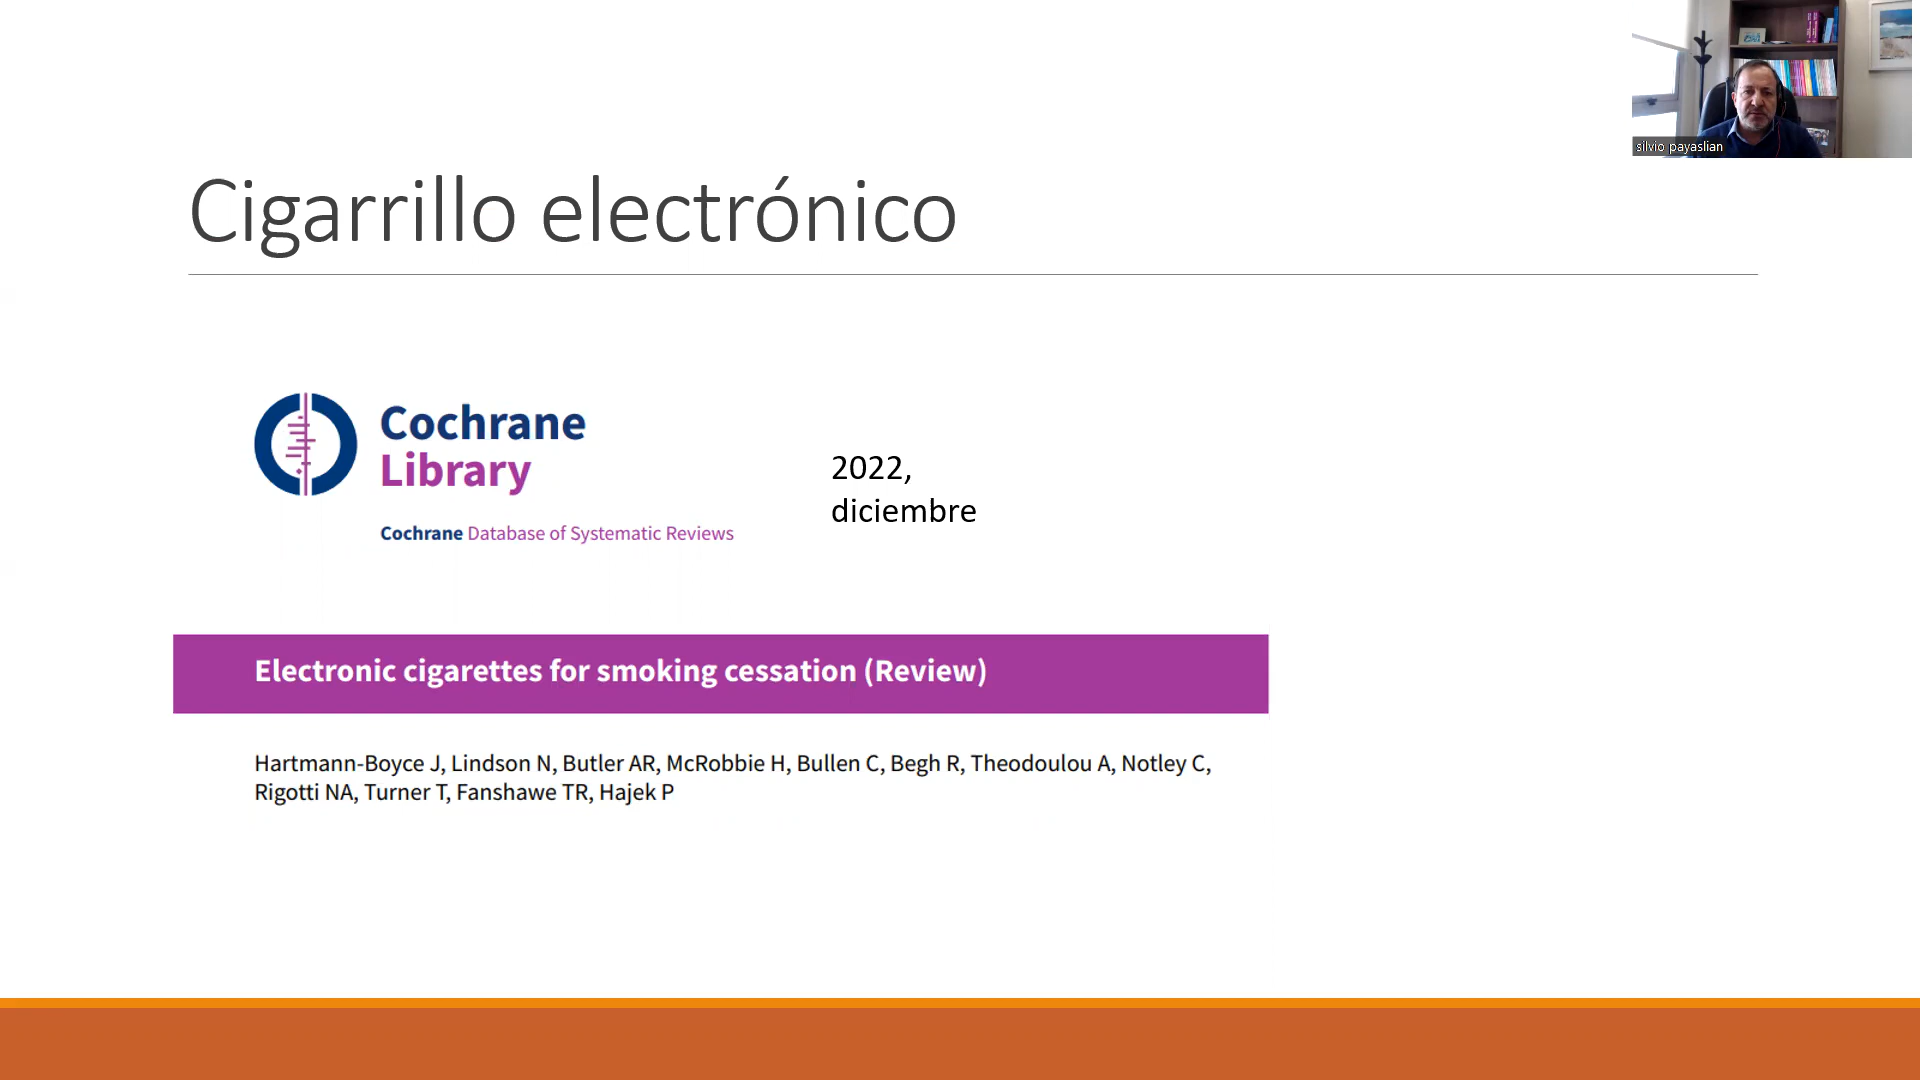 silvio payaslian
Cigarrillo electrónico
Cochrane
Library
Cochrane Database of Systematic Reviews
2022,
diciembre
Electronic cigarettes for smoking cessation (Review)
Hartmann-Boyce J, Lindson N, Butler AR, McRobbie H, Bullen C, Begh R, Theodoulou A, Notley C,
Rigotti NA, Turner T, Fanshawe TR, Hajek P